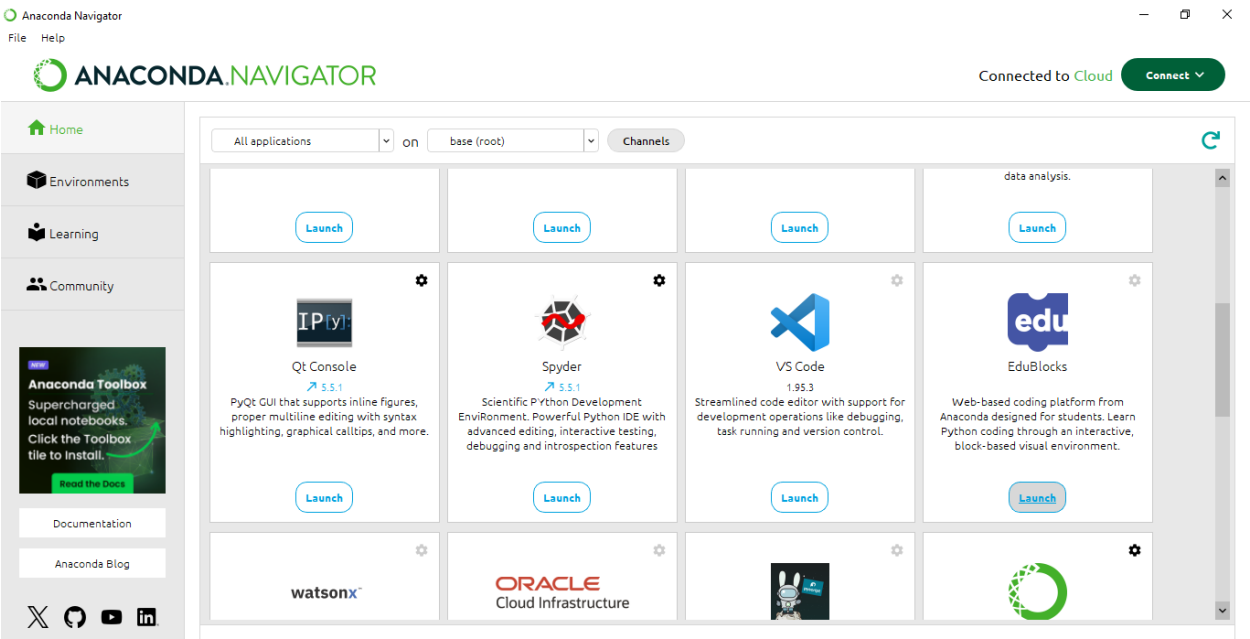 Anaconda Navigator
File Help
ANACONDA.NAVIGATOR
Connected to Cloud
Connect
Home
Environments
Learning
Community
NEW
Anaconda Toolbox
Supercharged
local notebooks.
Click the Toolbox
tile to Install.
Read the Docs
Documentation
Anaconda Blog
All applications on base (root) Channels
data analysis.
Launch Launch Launch Launch
IP[y]:
Qt Console
5.5.1
PyQt GUI that supports inline figures,
proper multiline editing with syntax
highlighting, graphical calltips, and more.
Launch
Spyder
5.5.1
Scientific PYthon Development
EnviRonment. Powerful Python IDE with
advanced editing, interactive testing,
debugging and introspection features
Launch
VS Code
1.95.3
Streamlined code editor with support for
development operations like debugging,
task running and version control.
Launch
edu
EduBlocks
Web-based coding platform from
Anaconda designed for students. Learn
Python coding through an interactive,
block-based visual environment.
Launch
watsonx™
ORACLE
Cloud Infrastructure